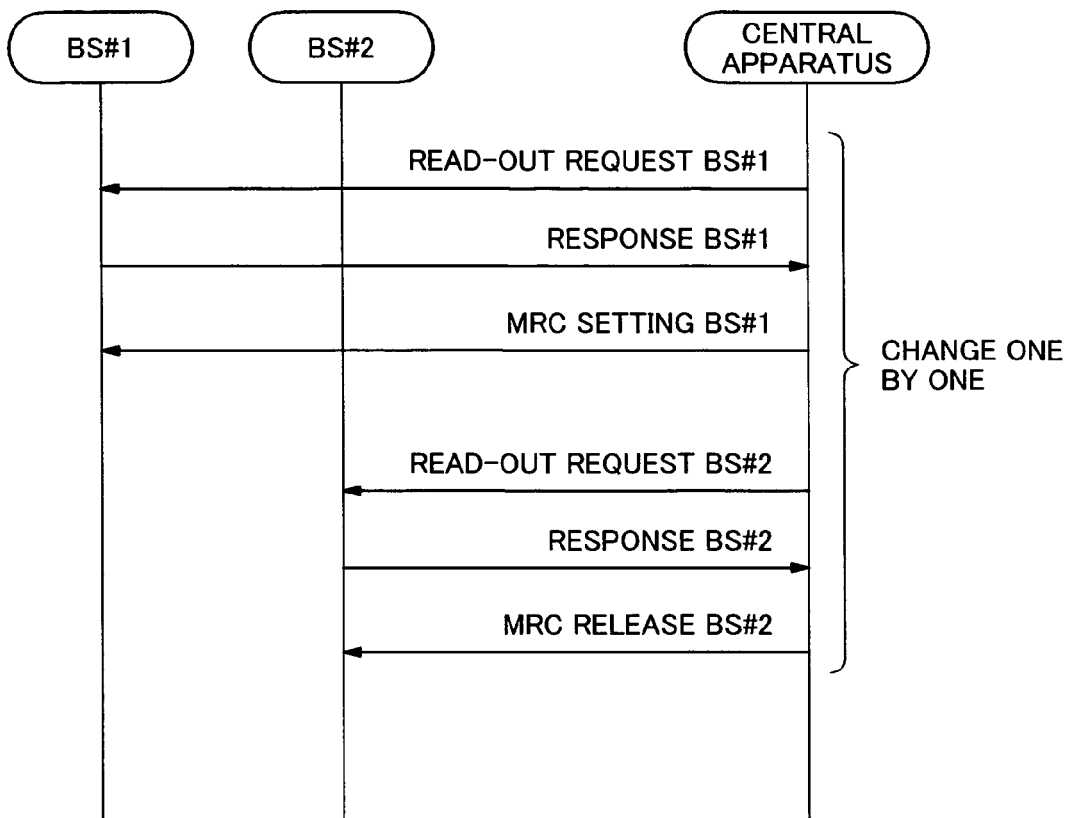 BS#1
BS#2
CENTRAL
APPARATUS
READ-OUT REQUEST BS#1
RESPONSE BS#1
MRC SETTING BS#1
CHANGE ONE
BY ONE
READ-OUT REQUEST BS#2
RESPONSE BS#2
MRC RELEASE BS#2